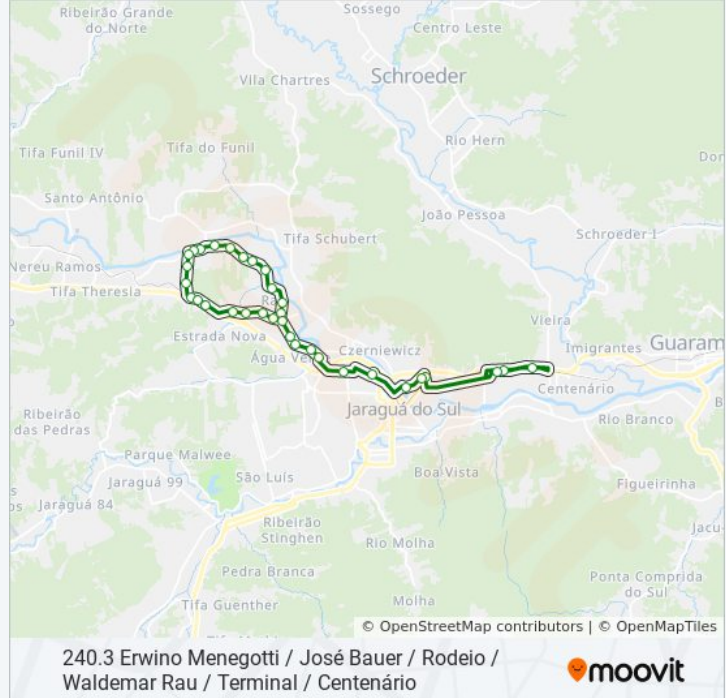 Ribeirão Grande
do Norte
Sossego
Centro Leste
Schroeder
Vila Chartres
Rio Hern
Tifa Funil IV
Tifa do Funil
Santo Antônio
João Pessoa
Schroeder I
Tifa Schubert
Nereu Ramos
Tifa Theresia
Vieira
Estrada Nova
Czerniewicz
Imigrantes
Guaram
Centenário
Jaraguá do Sul
Rio Branco
Ribeirão
das Pedras
Parque Malwee
Boa Vista
São Luís
Jaraguá 99
Figueirinha
Jaraguá 84
Ribeirão
Stinghen
Rio Molha
Jacu-
Pedra Branca
Ponta Comprida
do Sul
Molha
Tifa Guenther
© OpenStreetMap contributors | © OpenMapTiles
240.3 Erwino Menegotti / José Bauer / Rodeio /
Waldemar Rau / Terminal / Centenário
moovit